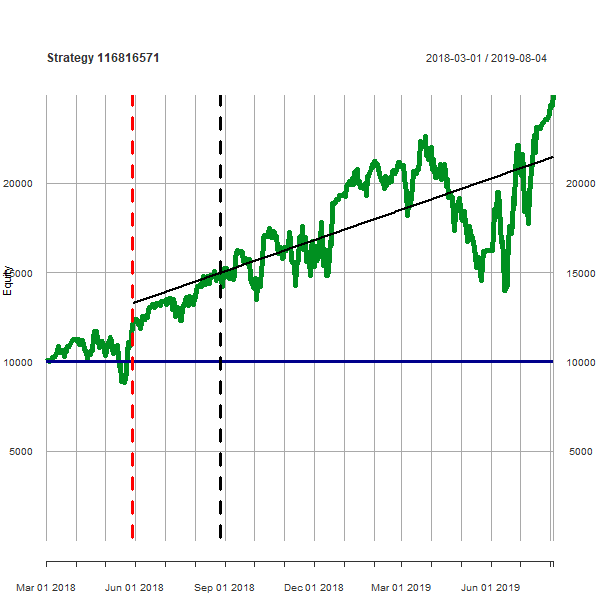 Strategy 116816571
2018-03-01 / 2019-08-04
20000
20000
15000
15000
Equity
10000
10000
5000
5000
Mar 01 2018
Jun 01 2018
Sep 01 2018
Dec 01 2018
Mar 01 2019
Jun 01 2019